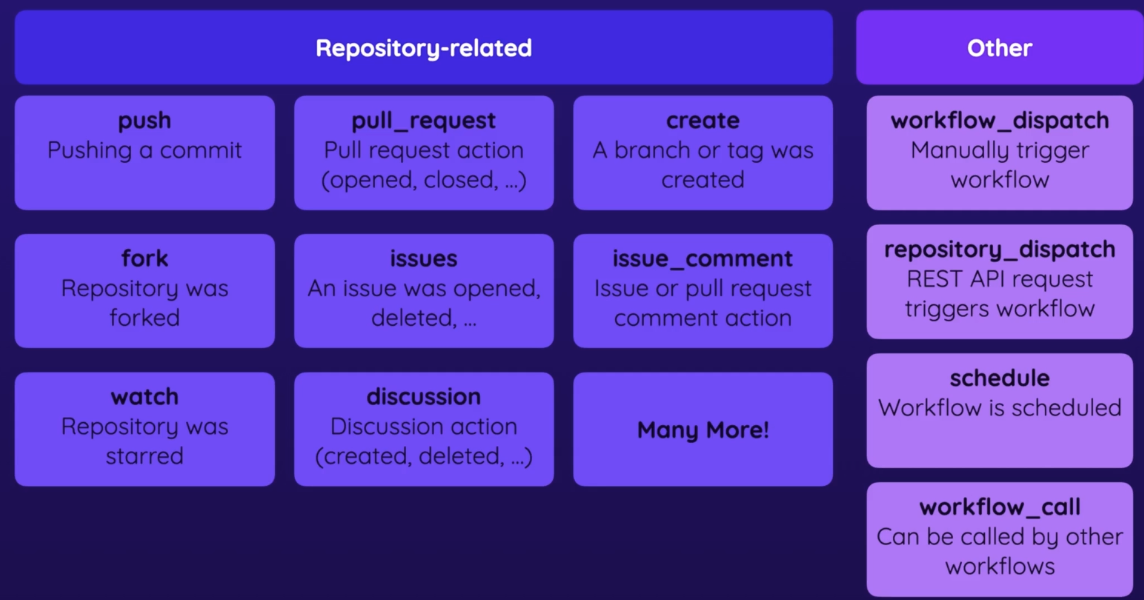 Repository-related
push
Pushing a commit
pull_request
Pull request action
(opened, closed, ...)
create
A branch or tag was
created
fork
Repository was
forked
issues
An issue was opened,
deleted, ...
issue_comment
Issue or pull request
comment action
watch
Repository was
starred
discussion
Discussion action
(created, deleted, ...)
Many More!
Other
workflow_dispatch
Manually trigger
workflow
repository_dispatch
REST API request
triggers workflow
schedule
Workflow is scheduled
workflow_call
Can be called by other
workflows